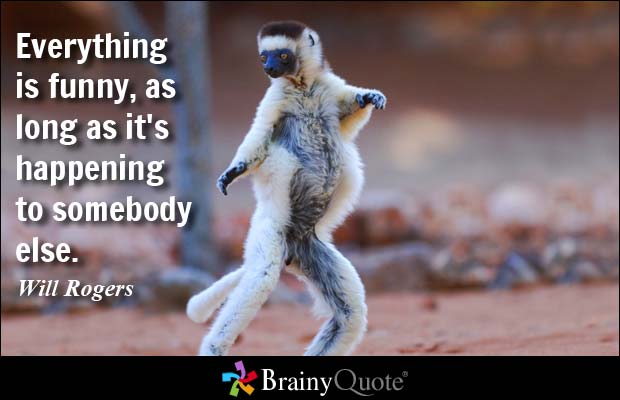 Everything
is funny, as
long as it's
happening
to somebody
else.
Will Rogers
BrainyQuote®